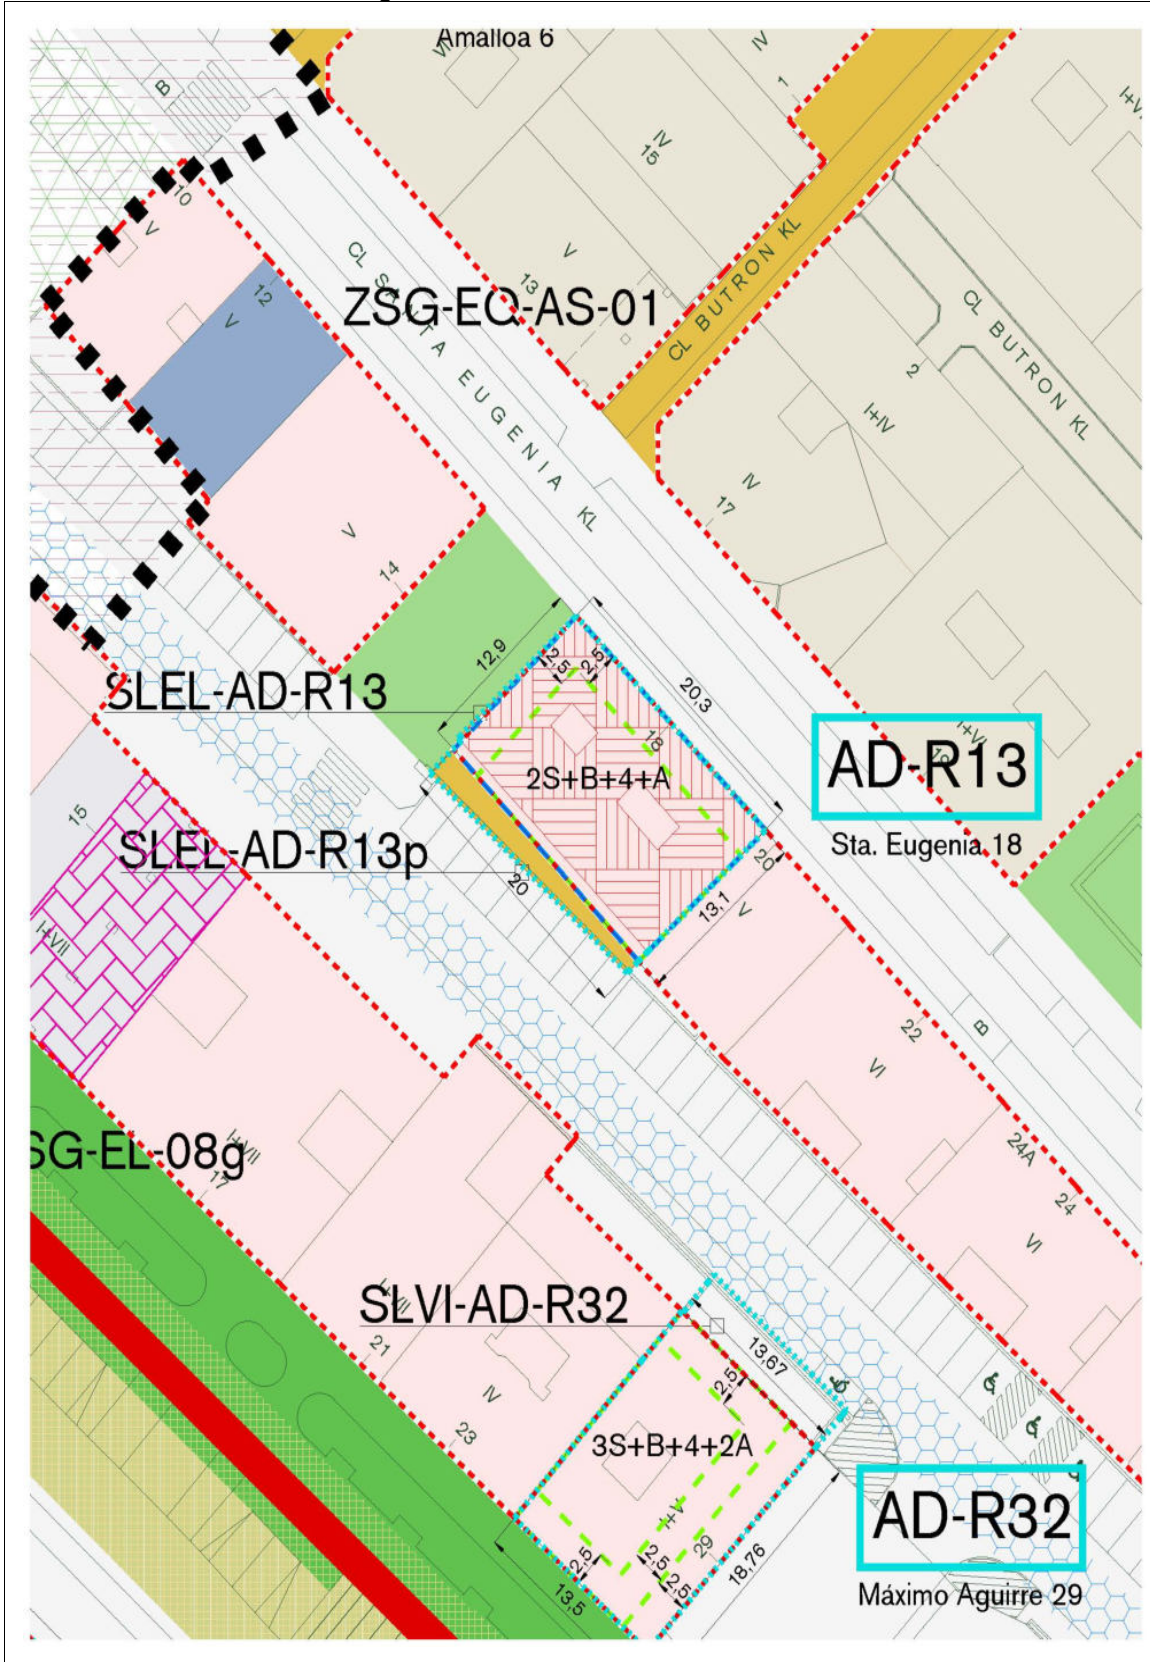 Amalloa 6
VII
IV
1
I+VI
B
IV
15
10
V
V
13
12
V
CL SANTA EUGENIA KL
ZSG-EQ-AS-01
CL BUTRON KL
CL BUTRON KL
2
I+IV
IV
17
V
14
12,9
2,5
2,5
20,3
SLEL-AD-R13
18
2S+B+4+A
I+VI
AD-R13
Sta. Eugenia 18
15
SLEL-AD-R13p
20
20
13,1
V
I+VII
22
B
VI
24A
SG-EL-08g
I+VII
17
24
VI
SLVI-AD-R32
I+VII
21
13,67
2,5
IV
23
3S+B+4+2A
I+V
29
2,5
2,5
2,5
13,5
18,76
AD-R32
Máximo Aguirre 29